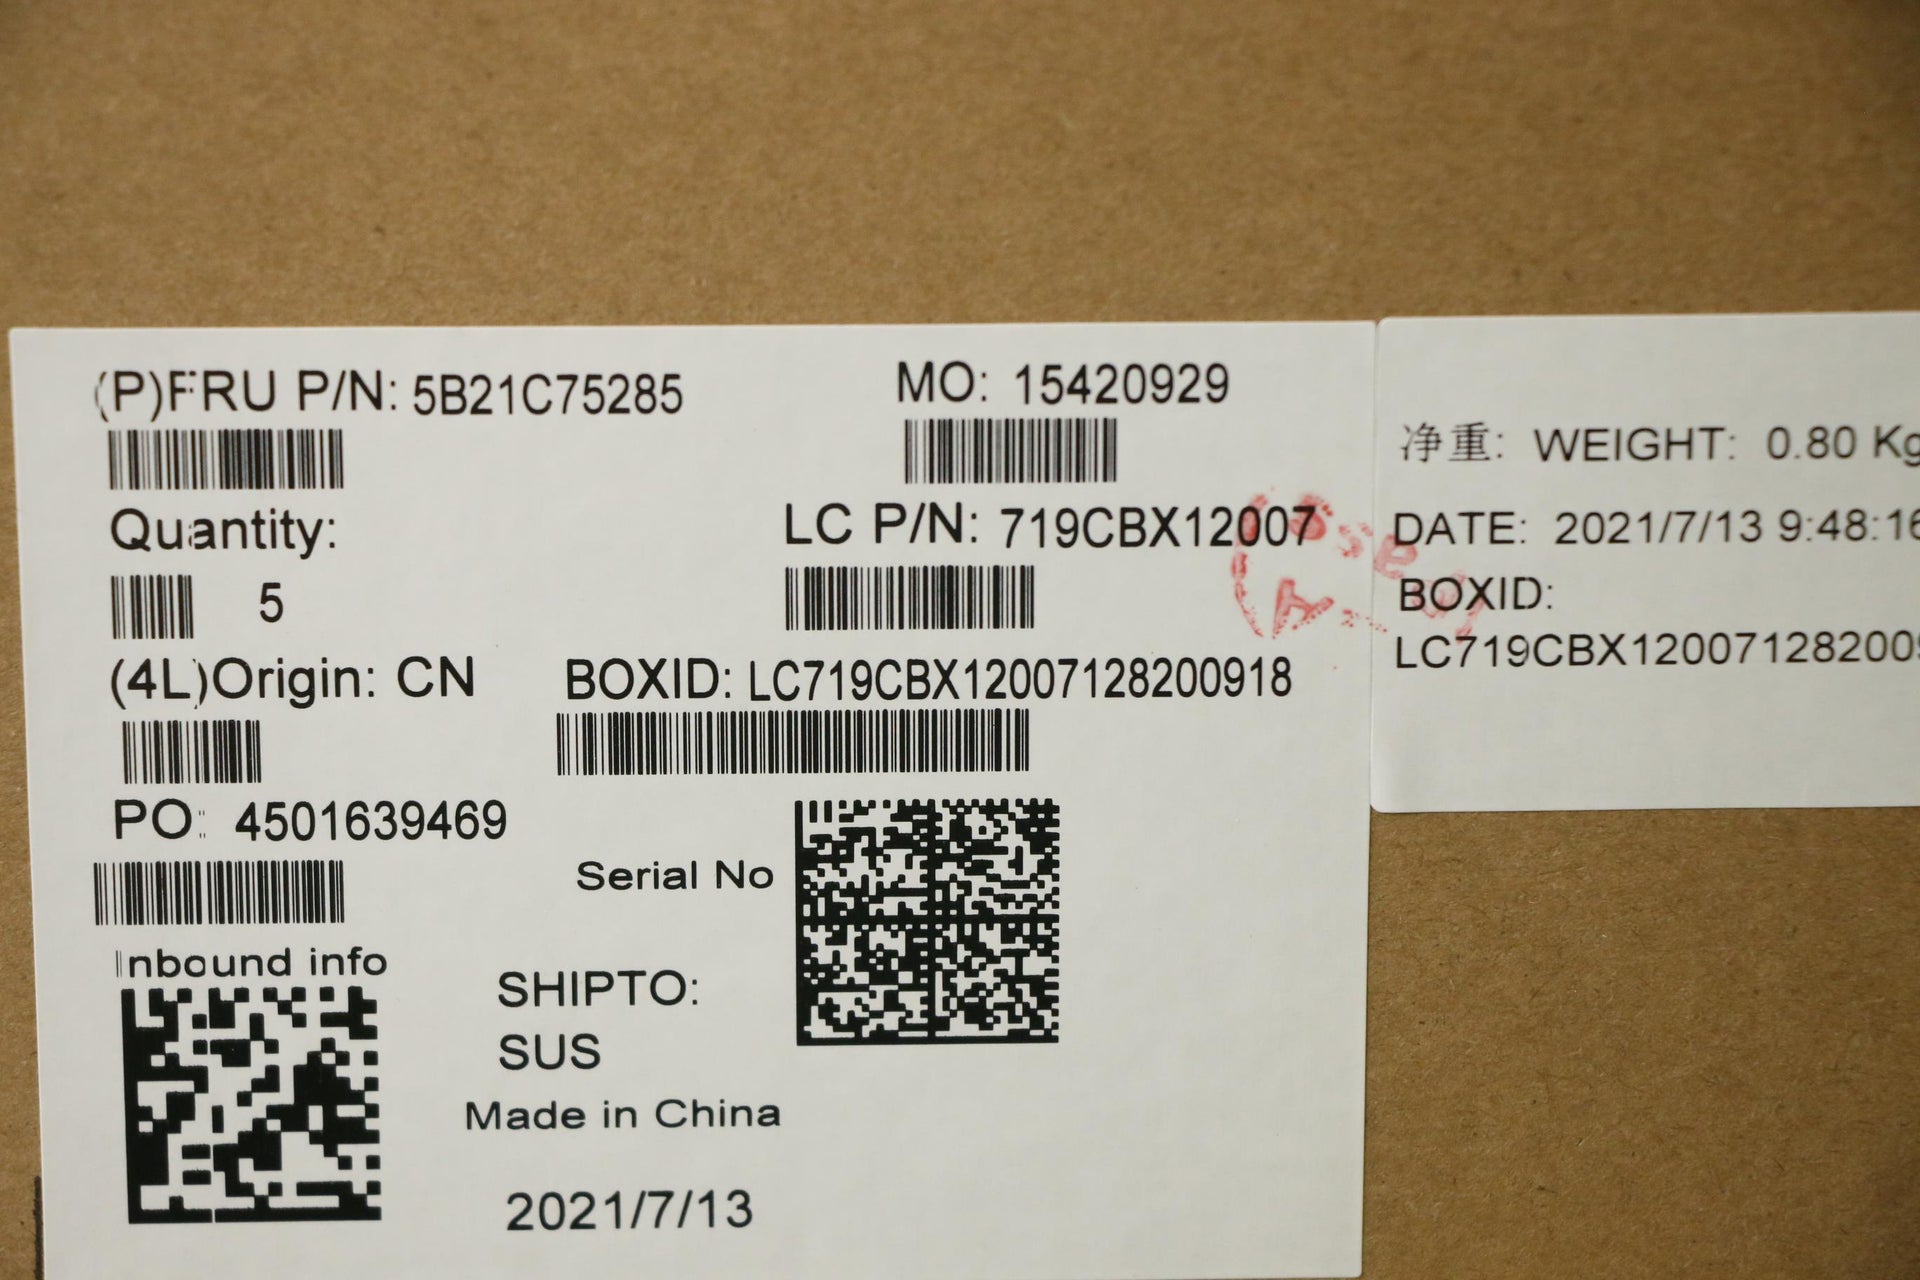 (P)FRU P/N: 5B21C75285
MO: 15420929
Quantity:
5
LC P/N: 719CBX12007
(4L)Origin: CN
BOXID: LC719CBX12007128200918
PO: 4501639469
Serial No
Inbound info
SHIPTO:
SUS
Made in China
2021/7/13
净重: WEIGHT: 0.80 Kg
DATE: 2021/7/13 9:48:16
BOXID:
LC719CBX120071282009